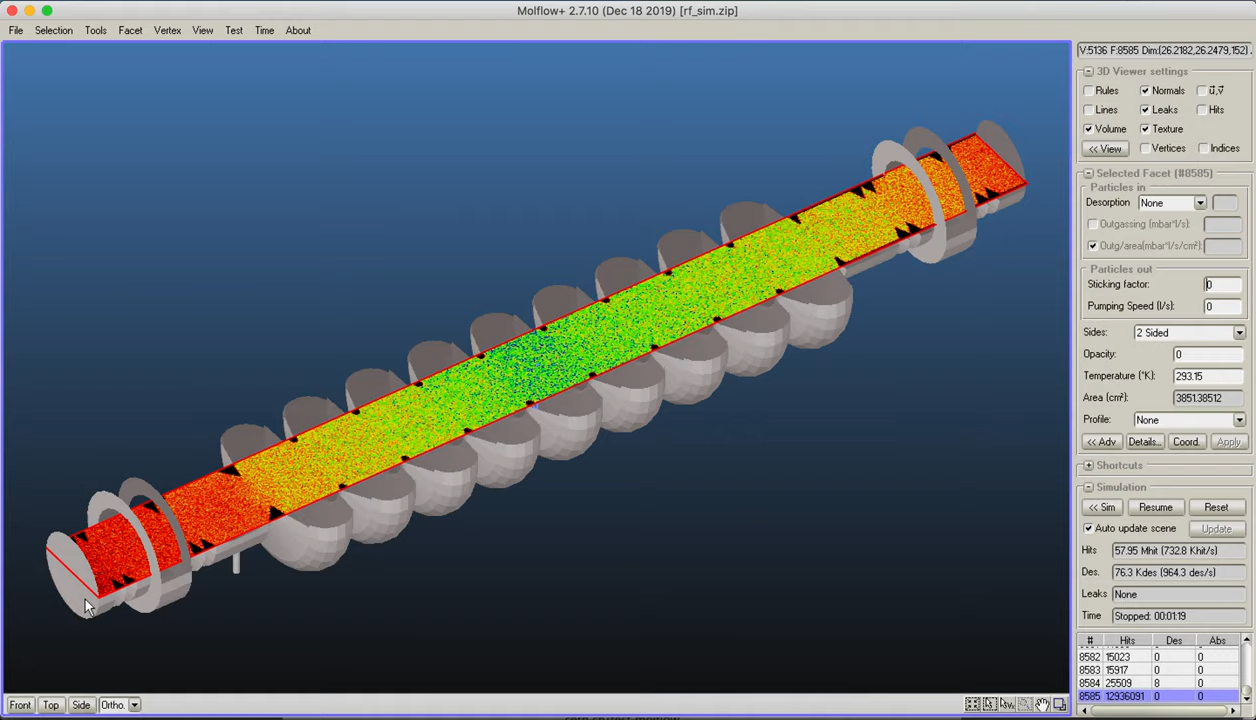 Molflow+ 2.7.10 (Dec 18 2019) [rf_sim.zip]
File Selection Tools Facet Vertex View Test Time About
V:5136 F:8585 Dim:(26.2182,26.2479,152)
3D Viewer settings
Rules Normals u,v
Lines Leaks Hits
Volume Texture
<< View Vertices Indices
Selected Facet (#8585)
Particles in
Desorption None
Outgassing (mbar*l/s)
Outg/area(mbar*l/s/cm²):
Particles out
Sticking factor: 0
Pumping Speed (l/s): 0
Sides: 2 Sided
Opacity: 0
Temperature (°K): 293.15
Area (cm²): 3851.38512
Profile: None
<< Adv Details... Coord. Apply
Shortcuts
Simulation
<< Sim Resume Reset
Auto update scene Update
Hits 57.95 Mhit (732.8 Khit/s)
Des. 76.3 Kdes (964.3 des/s)
Leaks None
Time Stopped: 00:01:19
# Hits Des Abs
8582 15023 0 0
8583 15917 0 0
8584 25509 8 0
8585 12936091 0 0
Front Top Side Ortho.